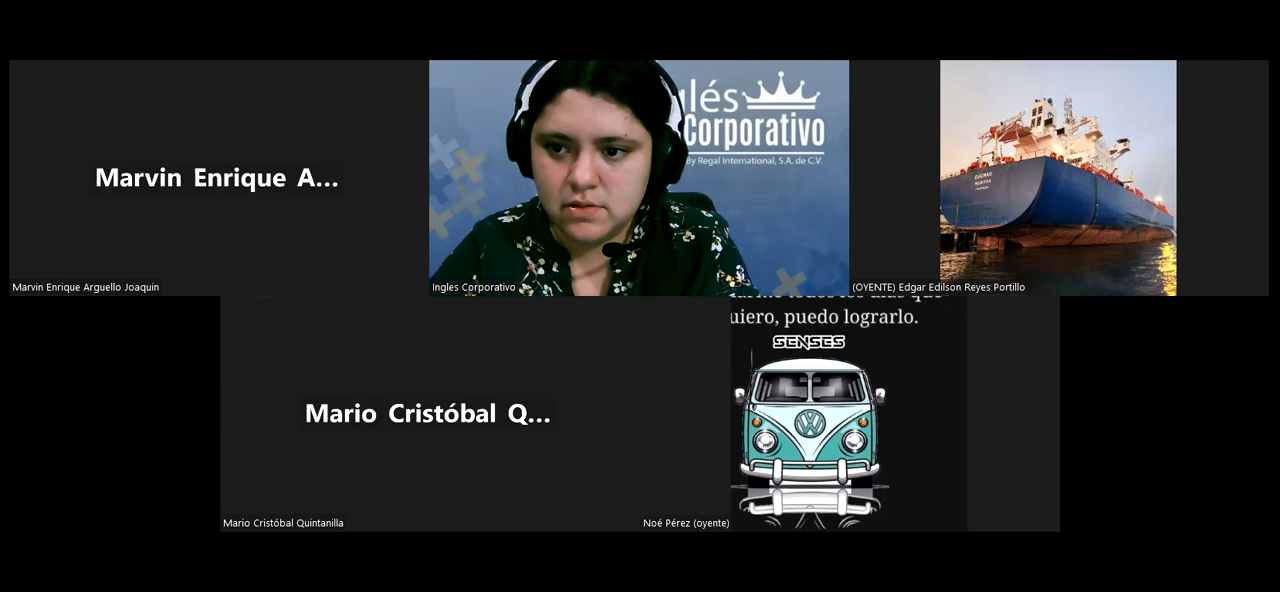 Marvin Enrique A...
Marvin Enrique Arguello Joaquin
lés
Corporativo
By Regal International, S.A. de C.V.
Ingles Corporativo
(OYENTE) Edgar Edilson Reyes Portillo
uiero, puedo lograrlo.
SENSES
Mario Cristóbal Q...
Mario Cristóbal Quintanilla
Noé Pérez (oyente)